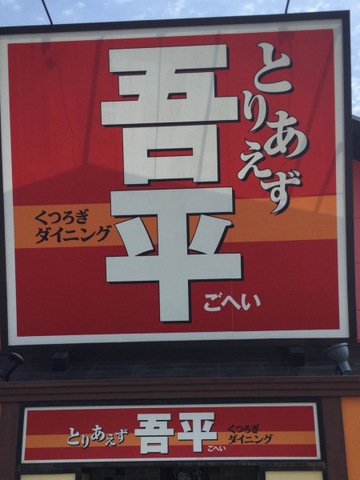 とりあえず
吾平
ごへい
くつろぎ
ダイニング
とりあえず 吾平 ごへい くつろぎ
ダイニング